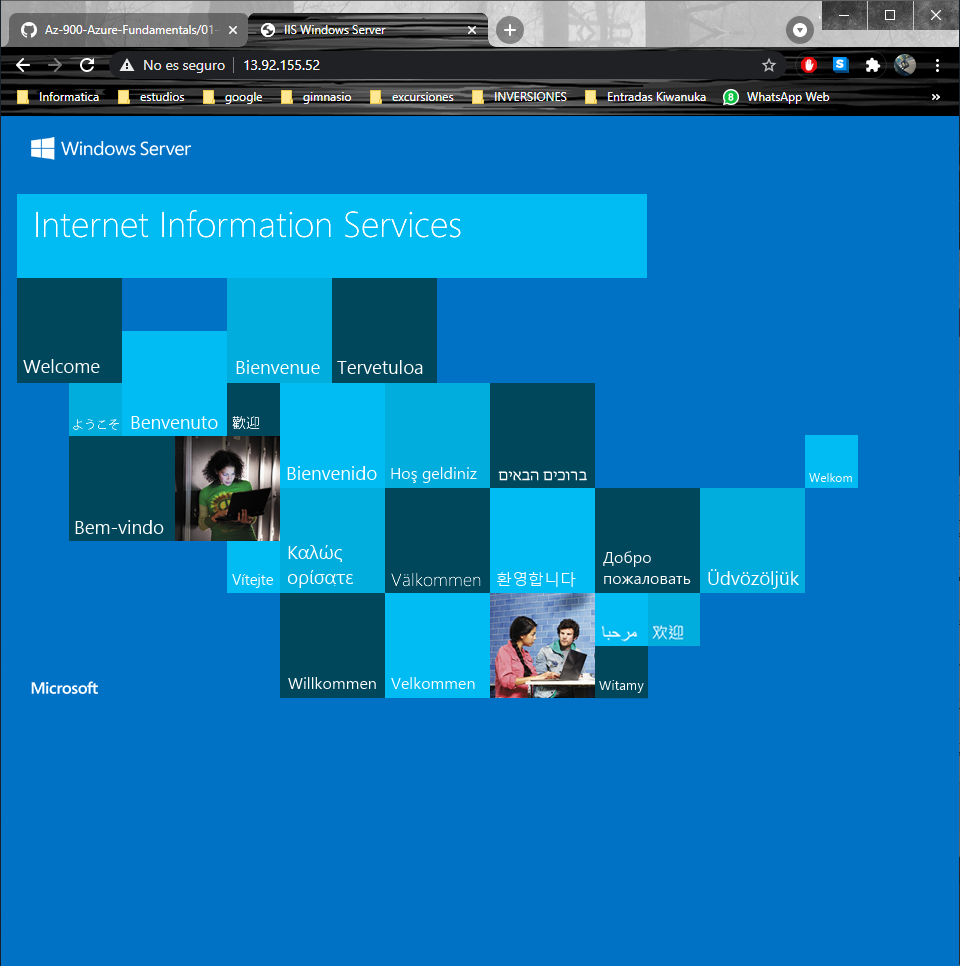 Az-900-Azure-Fundamentals/01-
IIS Windows Server
No es seguro
13.92.155.52
Informatica
estudios
google
gimnasio
excursiones
INVERSIONES
Entradas Kiwanuka
8
WhatsApp Web
»
Windows Server
Internet Information Services
Welcome
Bienvenue
Tervetuloa
ようこそ
Benvenuto
歡迎
Bienvenido
Hoş geldiniz
ברוכים הבאים
Welkom
Bem-vindo
Vítejte
Καλώς
ορίσατε
Välkommen
환영합니다
Добро
пожаловать
Üdvözöljük
Willkommen
Velkommen
مرحبا
欢迎
Witamy
Microsoft